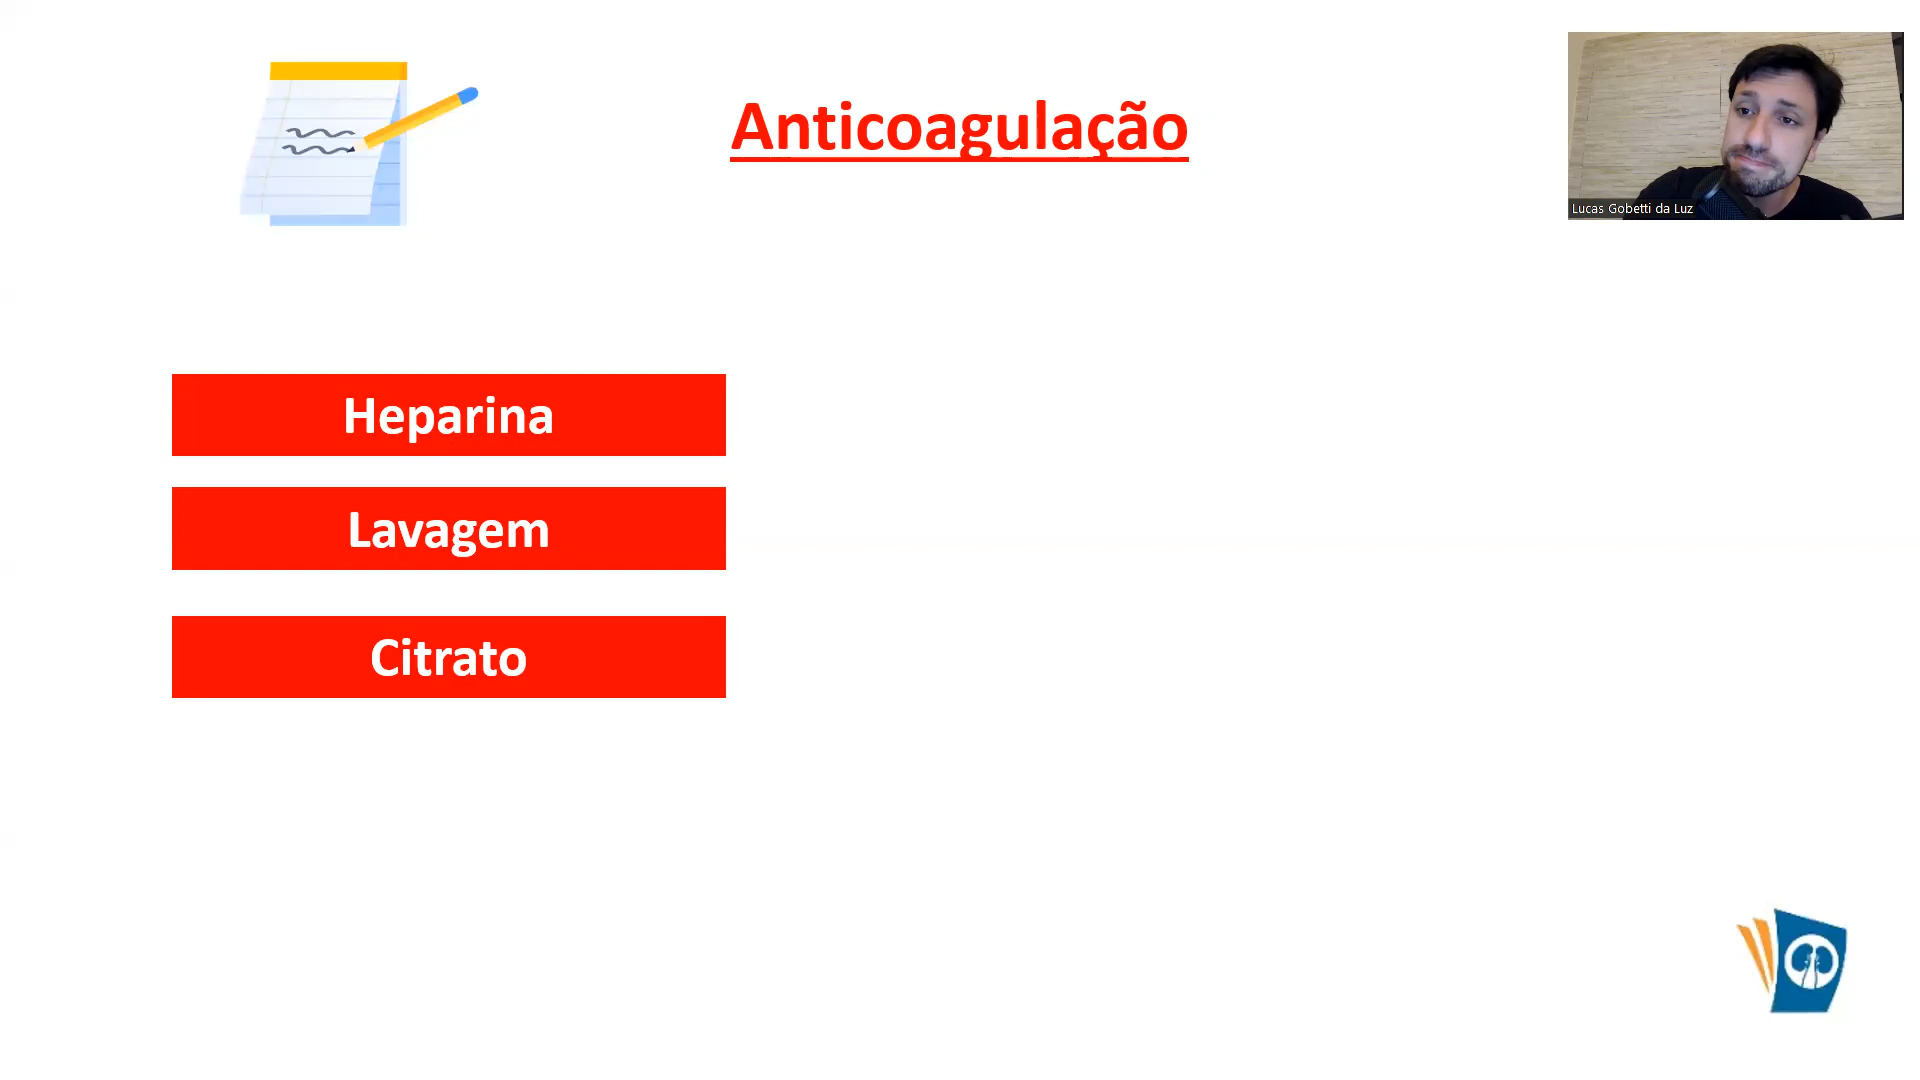 Anticoagulação
Lucas Gobetti da Luz
Heparina
Lavagem
Citrato